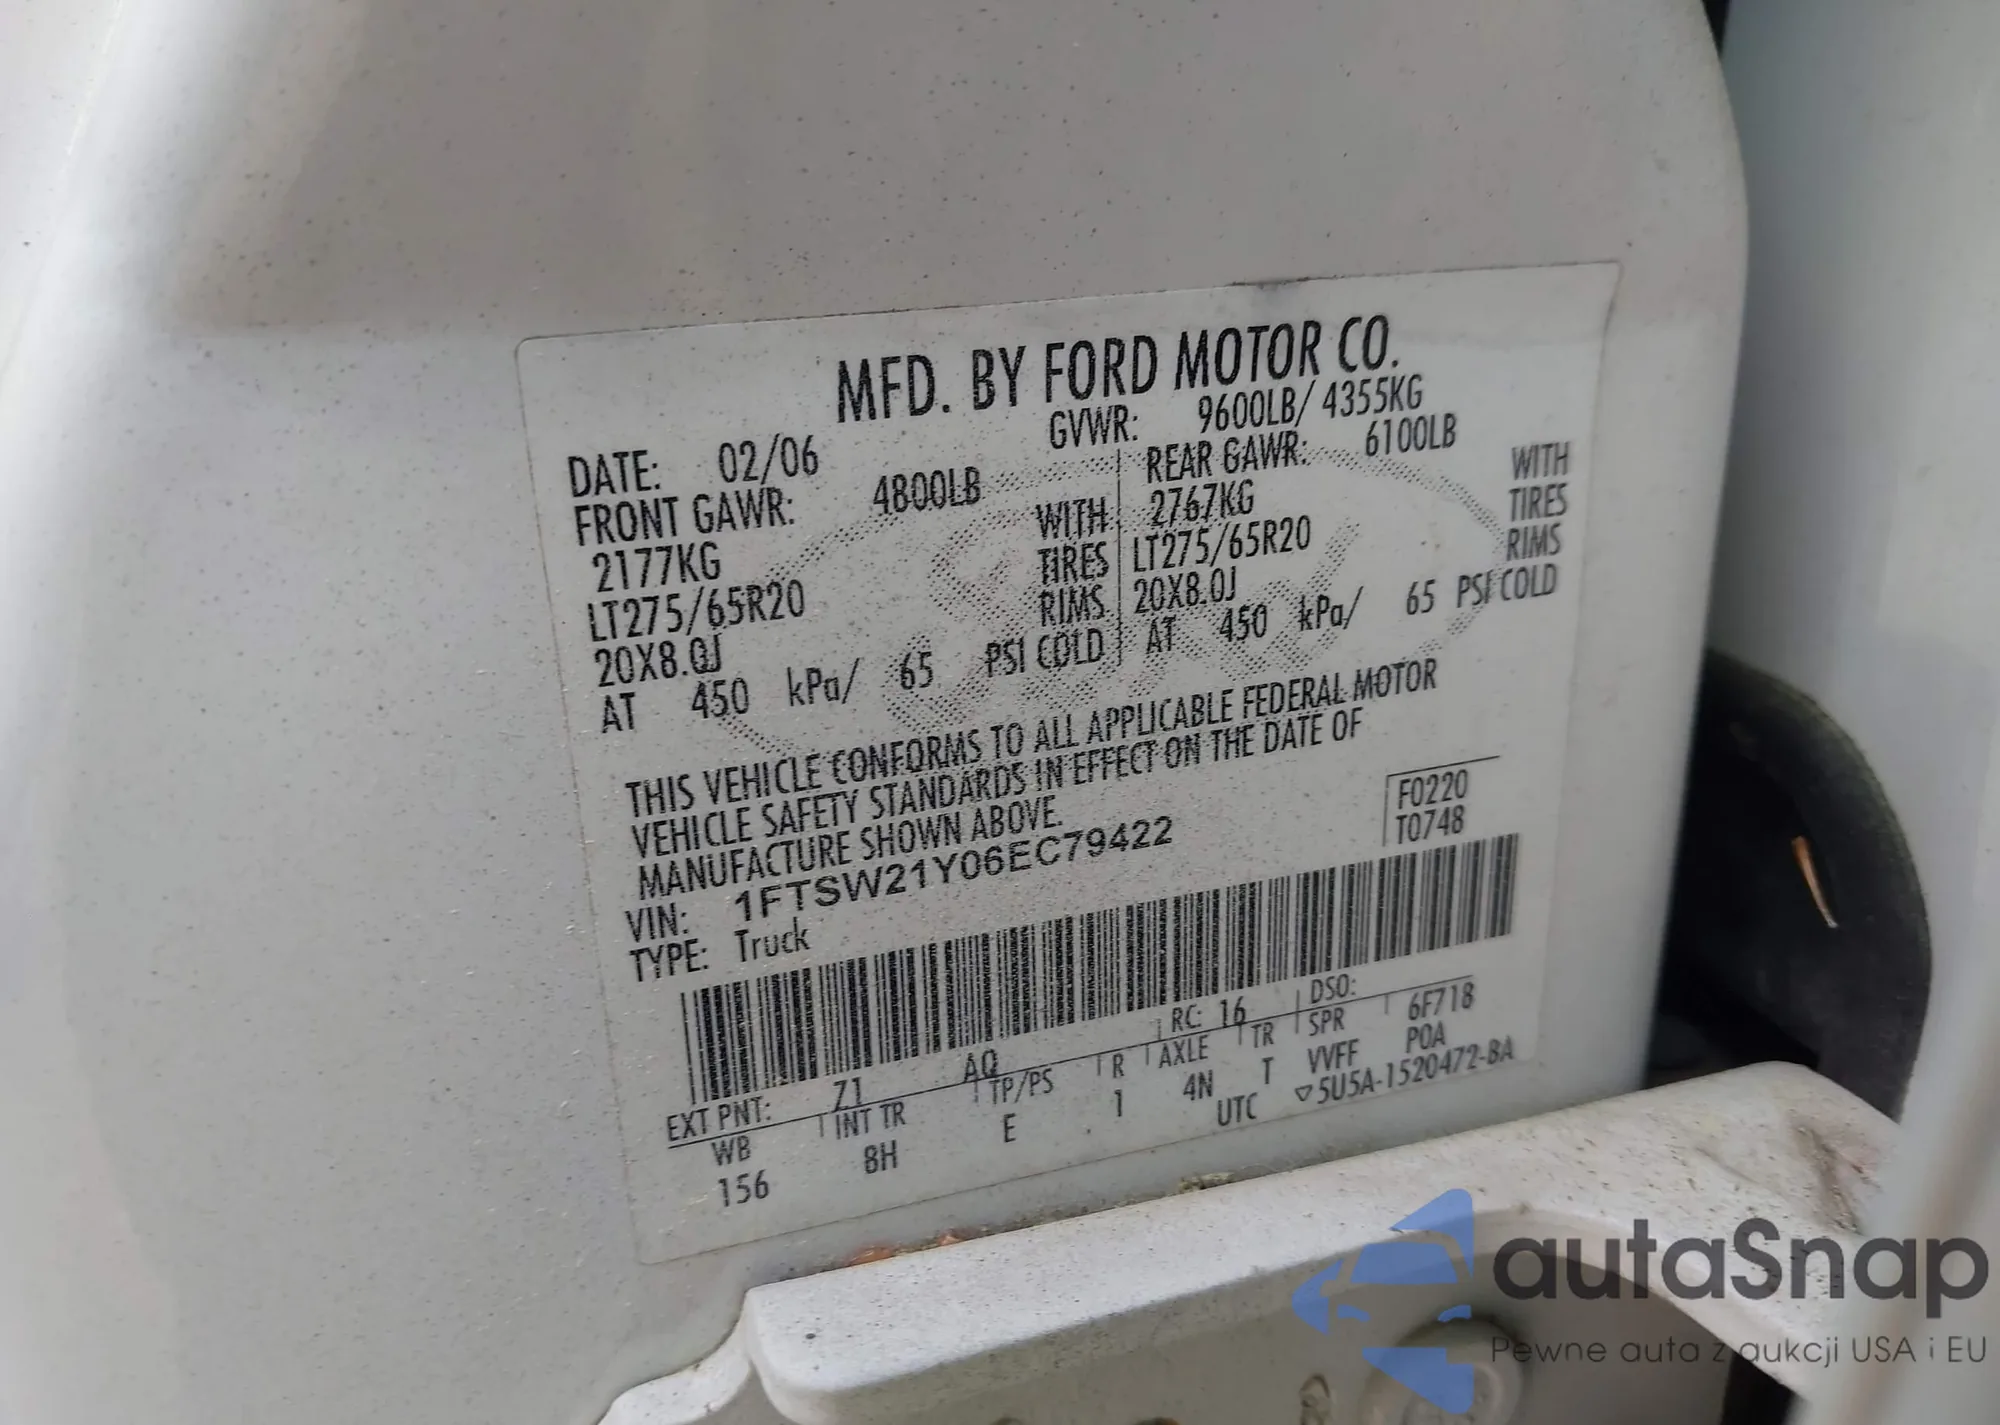 MFD. BY FORD MOTOR CO.
DATE: 02/06 GVWR: 9600LB/ 4355KG
FRONT GAWR: 4800LB REAR GAWR: 6100LB
2177KG WITH 2767KG WITH
LT275/65R20 TIRES LT275/65R20 TIRES
20X8.0J RIMS 20X8.0J RIMS
AT 450 kPa/ 65 PSI COLD AT 450 kPa/ 65 PSI COLD
THIS VEHICLE CONFORMS TO ALL APPLICABLE FEDERAL MOTOR
VEHICLE SAFETY STANDARDS IN EFFECT ON THE DATE OF
MANUFACTURE SHOWN ABOVE.
VIN: 1FTSW21Y06EC79422 F0220
TYPE: Truck T0748
EXT PNT: Z1 AQ RC: 16 DSO: 6F718
WB INT TR TP/PS R AXLE TR SPR P0A
156 8H E 1 4N T VVFF
UTC ▽5U5A-1520472-BA
autaSnap
Pewne auta z aukcji USA i EU